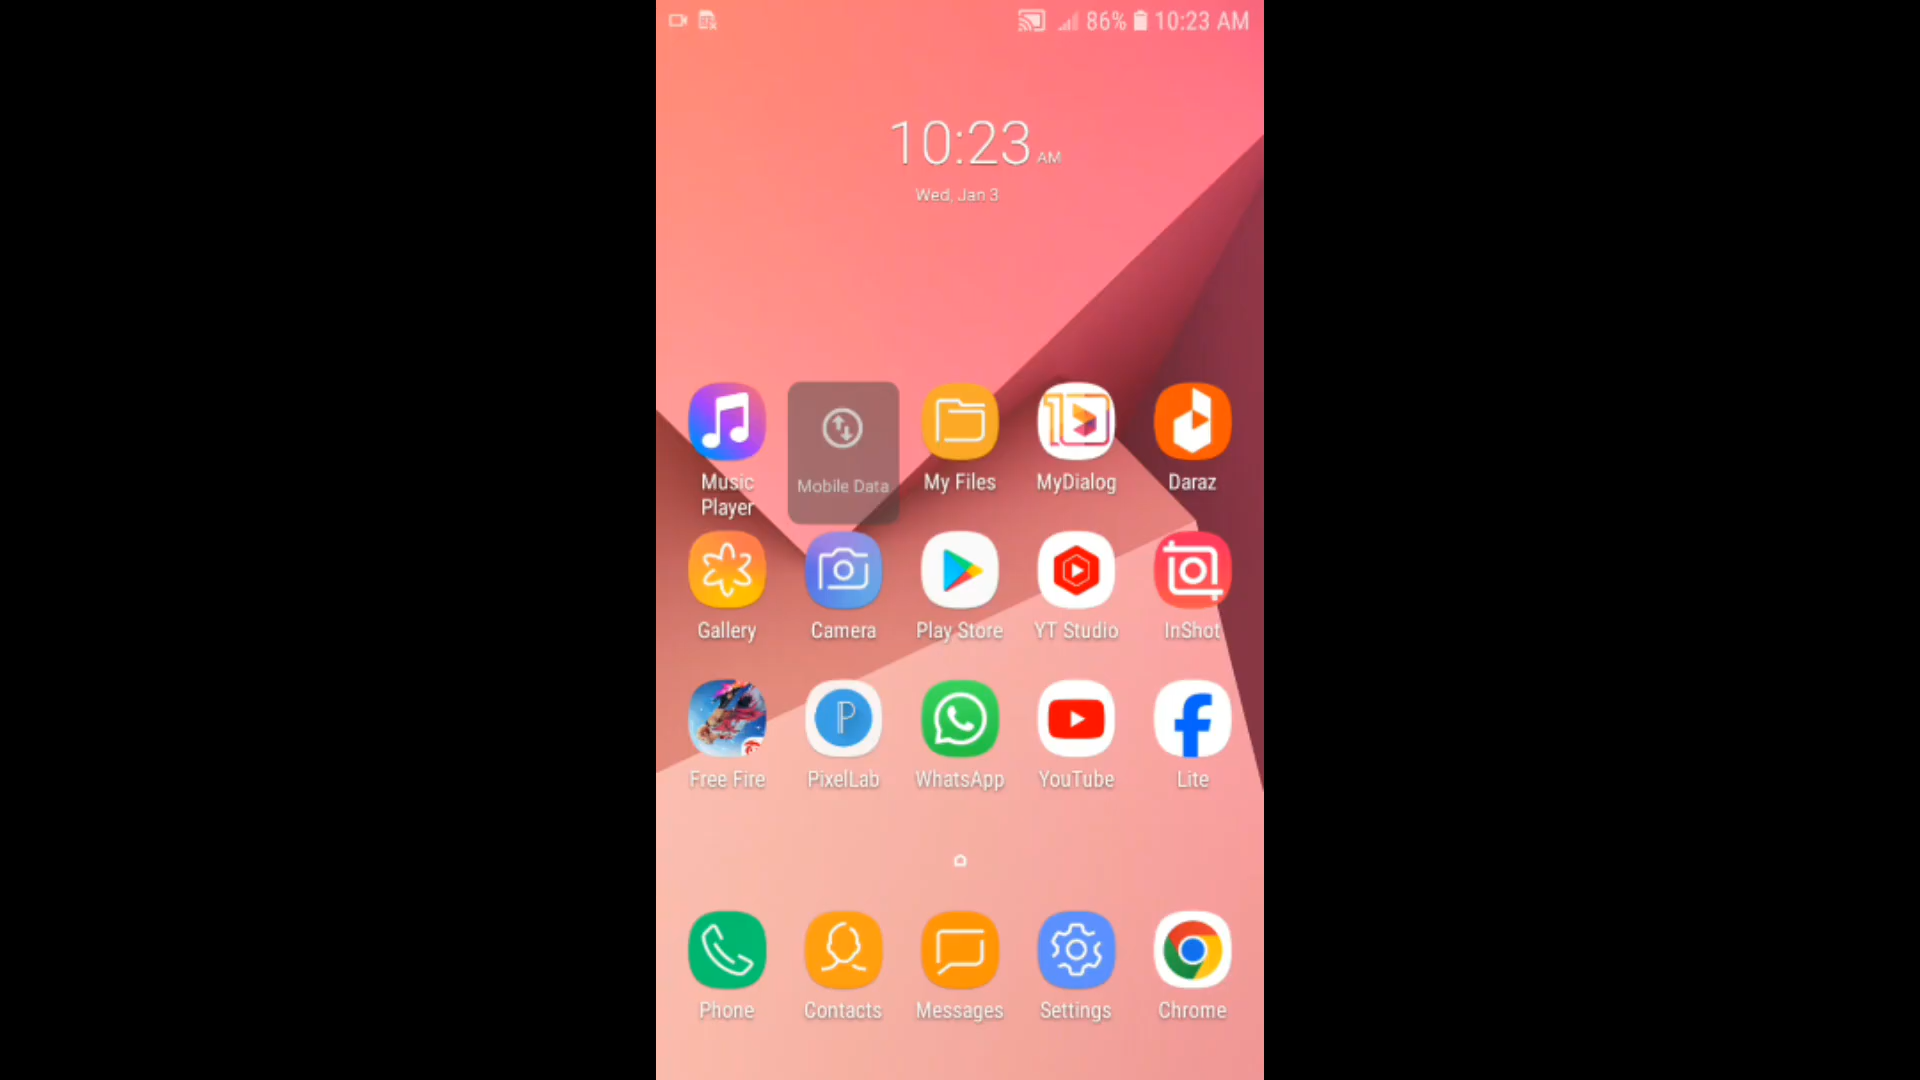 86% 10:23 AM
10:23 AM
Wed, Jan 3
Music Player
Mobile Data
My Files
MyDialog
Daraz
Gallery
Camera
Play Store
YT Studio
InShot
Free Fire
PixelLab
WhatsApp
YouTube
Lite
Phone
Contacts
Messages
Settings
Chrome